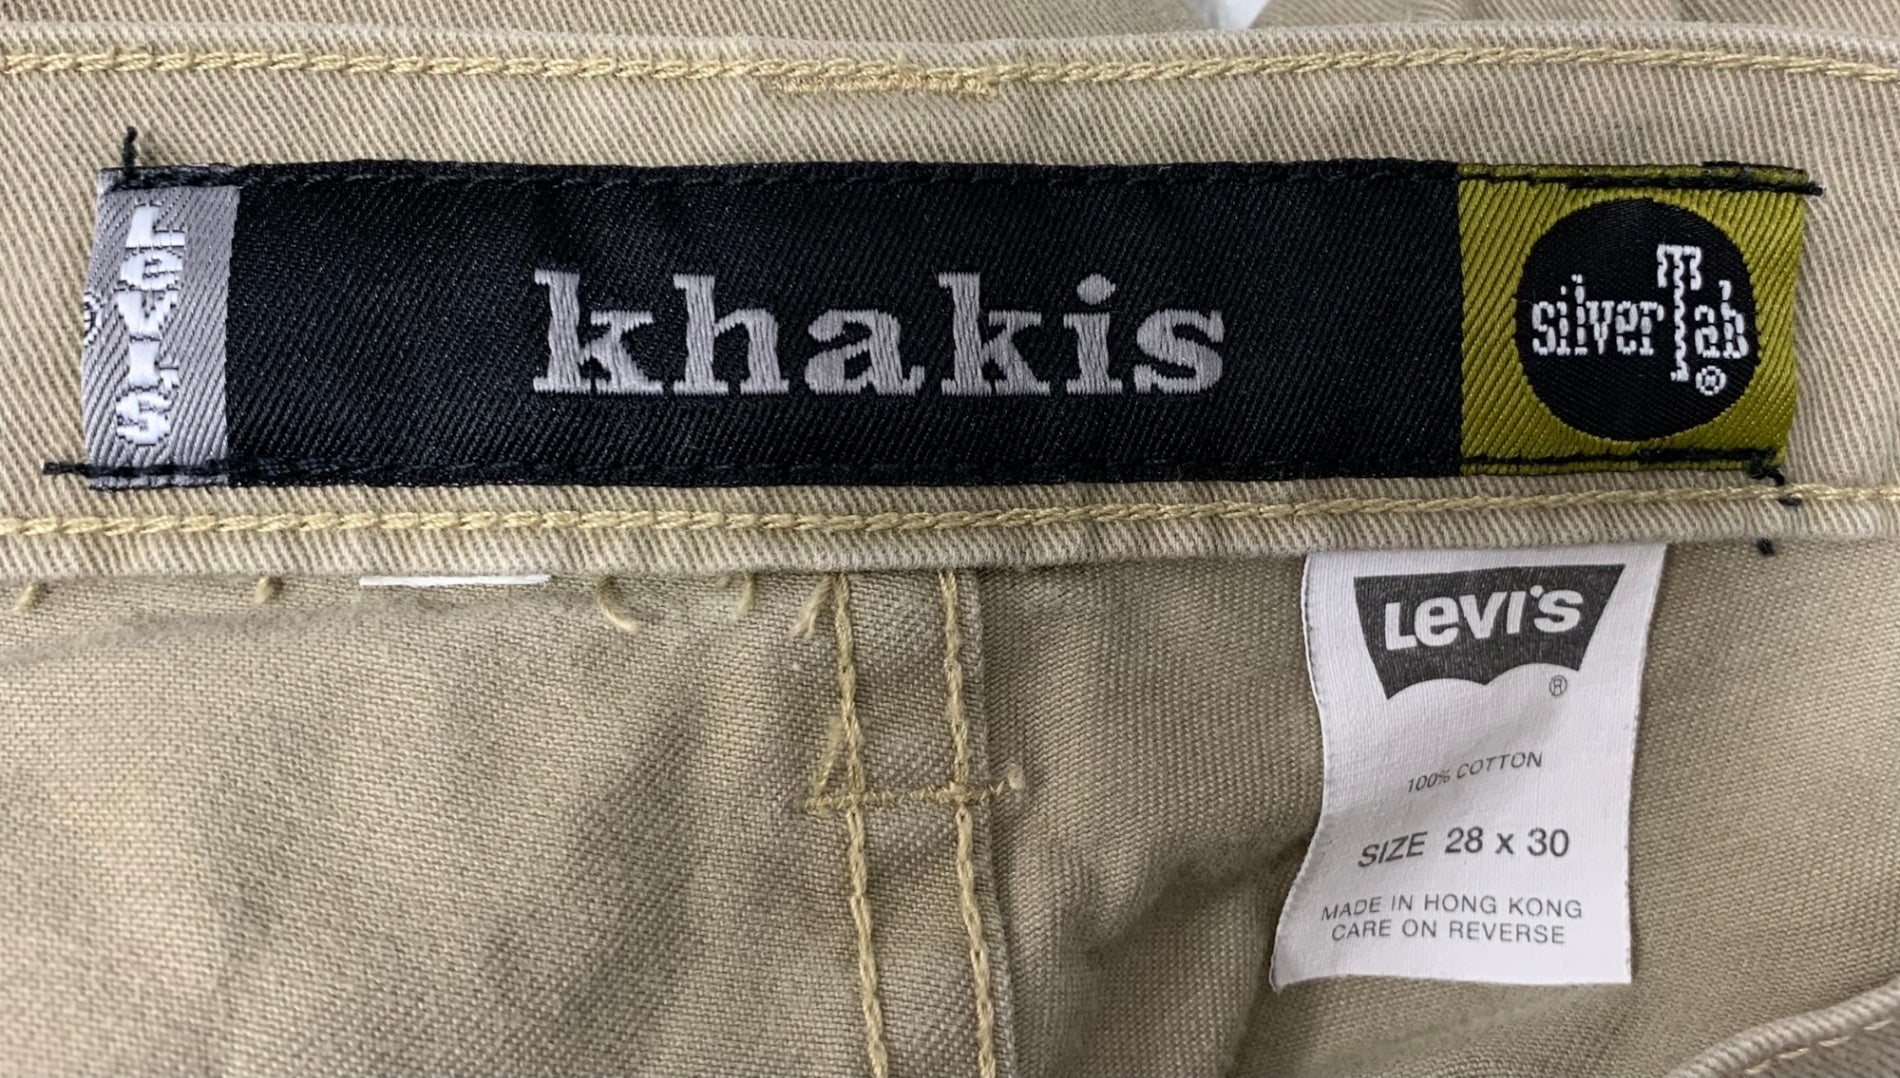 LEVI'S
®
khakis
silverTab
®
LEVI'S
®
100% COTTON
SIZE 28 x 30
MADE IN HONG KONG
CARE ON REVERSE